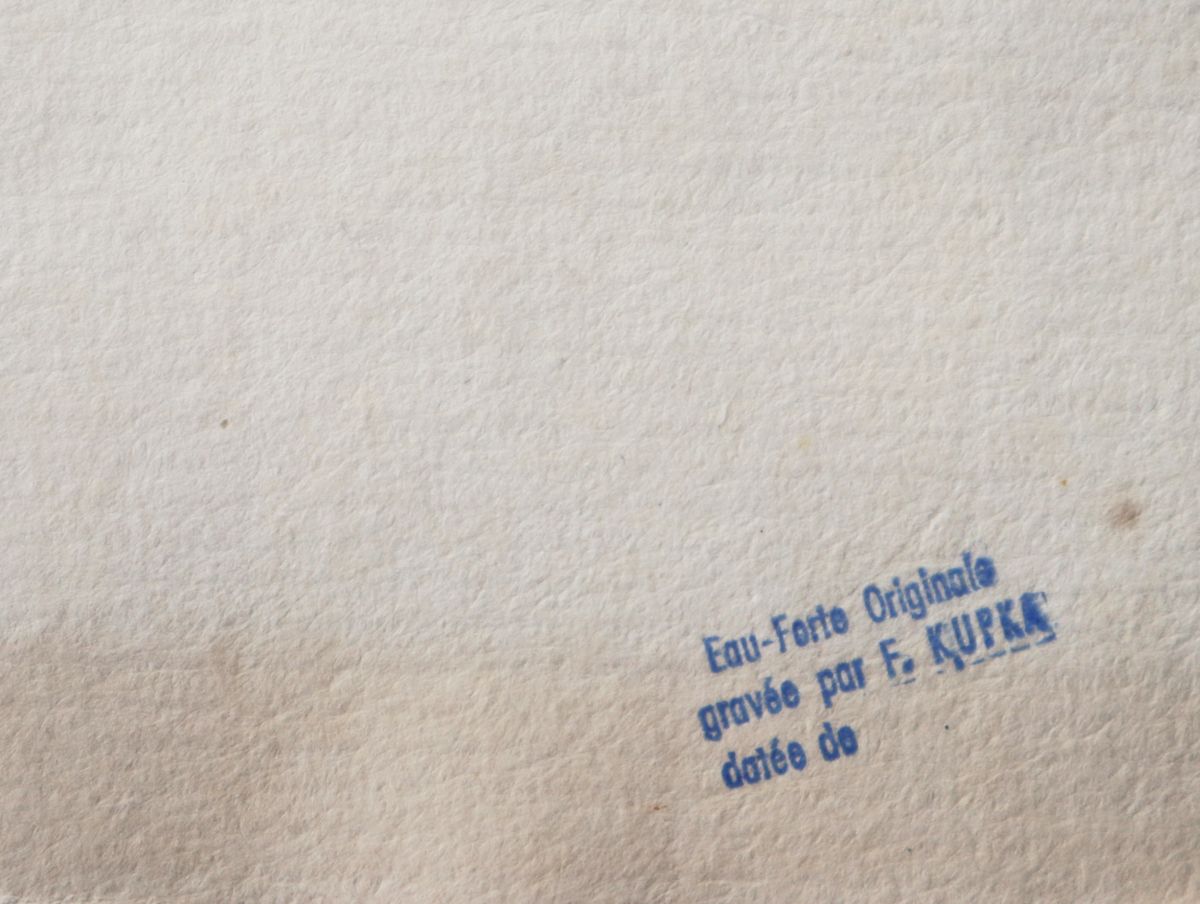 Eau-Forte Originale
gravée par F. KUPKA
datée de